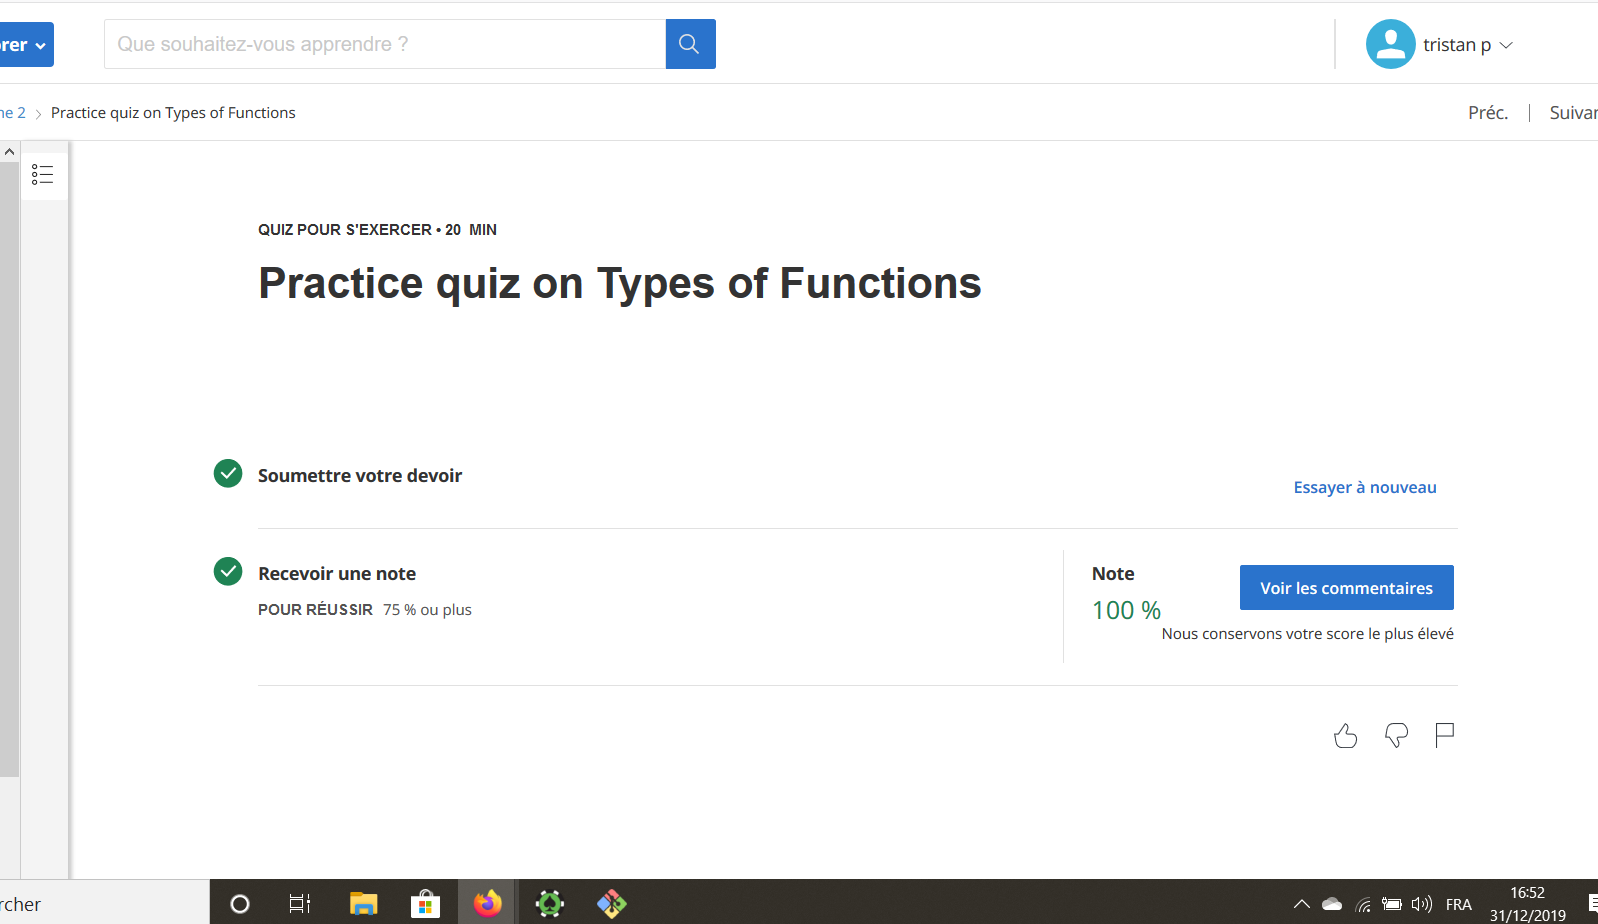 rer
Que souhaitez-vous apprendre ?
tristan p
ne 2 > Practice quiz on Types of Functions
Préc. | Suivan
QUIZ POUR S'EXERCER • 20 MIN
Practice quiz on Types of Functions
Soumettre votre devoir
Essayer à nouveau
Recevoir une note
POUR RÉUSSIR 75 % ou plus
Note
100 %
Voir les commentaires
Nous conservons votre score le plus élevé
rcher
FRA
16:52
31/12/2019